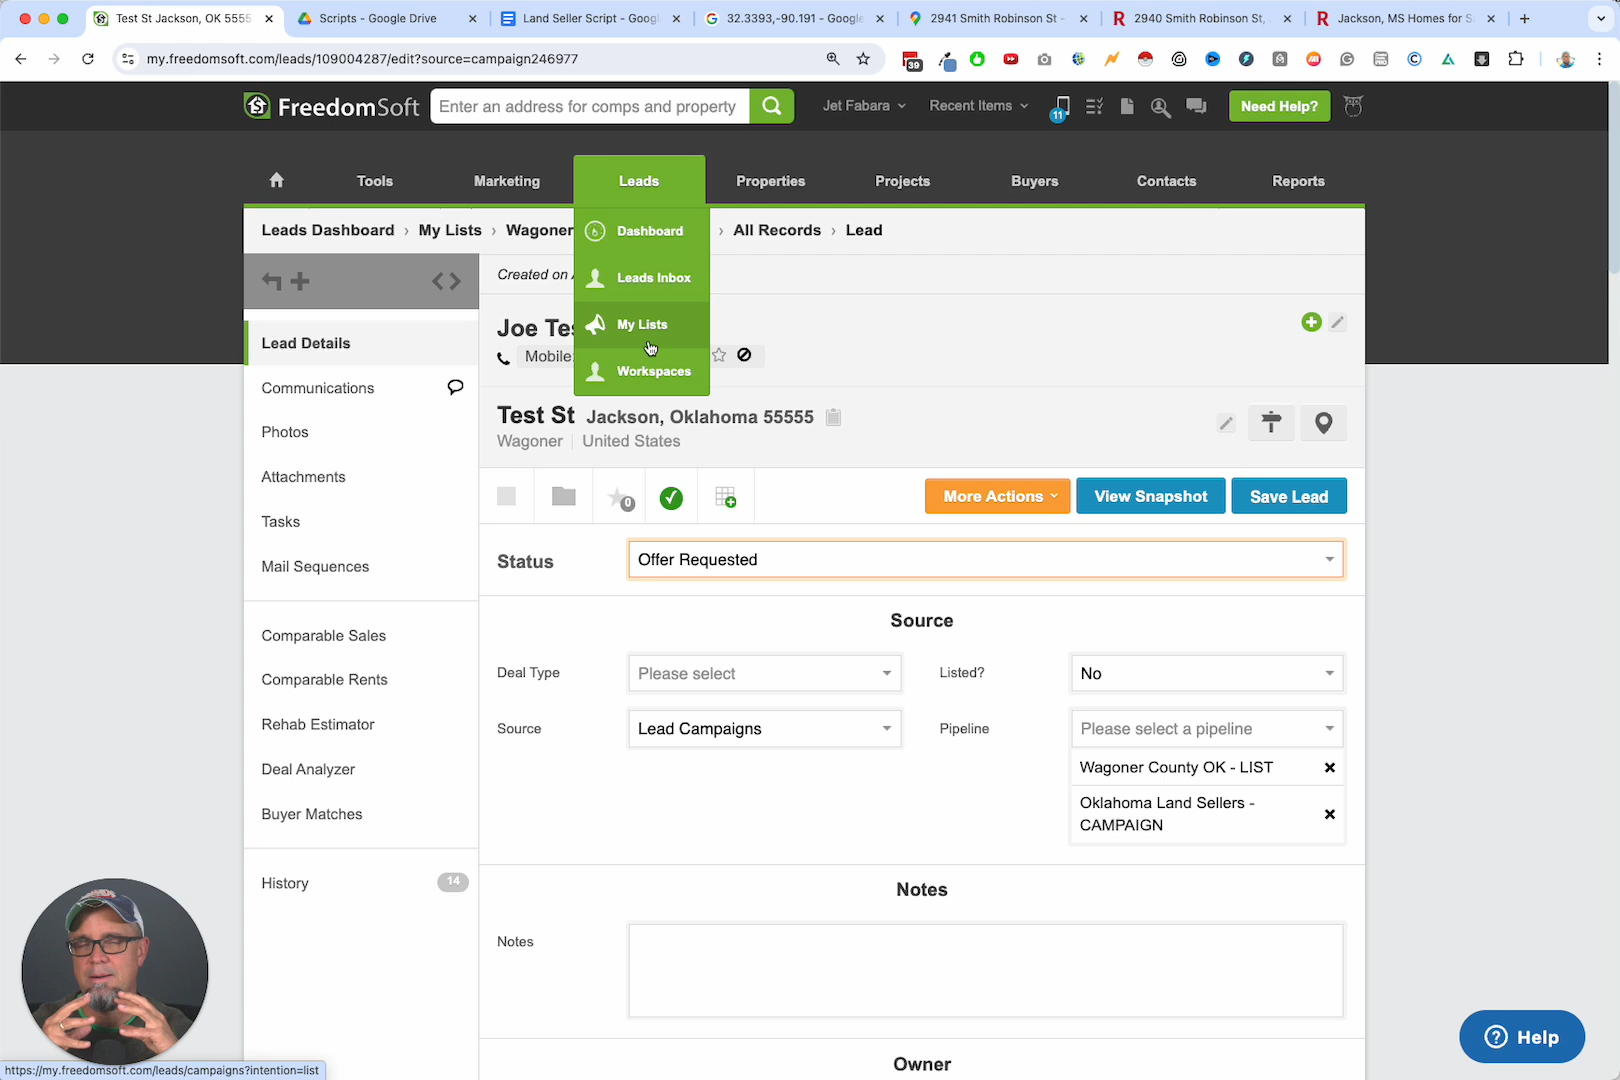 Test St Jackson, OK 5555
Scripts - Google Drive
Land Seller Script - Goog
32.3393,-90.191 - Google
2941 Smith Robinson St -
2940 Smith Robinson St,
Jackson, MS Homes for S
my.freedomsoft.com/leads/109004287/edit?source=campaign246977
39
FreedomSoft
Enter an address for comps and property
Jet Fabara
Recent Items
11
Need Help?
Tools
Marketing
Leads
Properties
Projects
Buyers
Contacts
Reports
Leads Dashboard › My Lists › Wagoner › All Records › Lead
Dashboard
Leads Inbox
My Lists
Workspaces
Created on
Joe Tes
Mobile:
Test St Jackson, Oklahoma 55555
Wagoner | United States
0
More Actions
View Snapshot
Save Lead
Lead Details
Communications
Photos
Attachments
Tasks
Mail Sequences
Comparable Sales
Comparable Rents
Rehab Estimator
Deal Analyzer
Buyer Matches
History
14
Status
Offer Requested
Source
Deal Type
Please select
Listed?
No
Source
Lead Campaigns
Pipeline
Please select a pipeline
Wagoner County OK - LIST
Oklahoma Land Sellers -
CAMPAIGN
Notes
Notes
Owner
Help
https://my.freedomsoft.com/leads/campaigns?intention=list